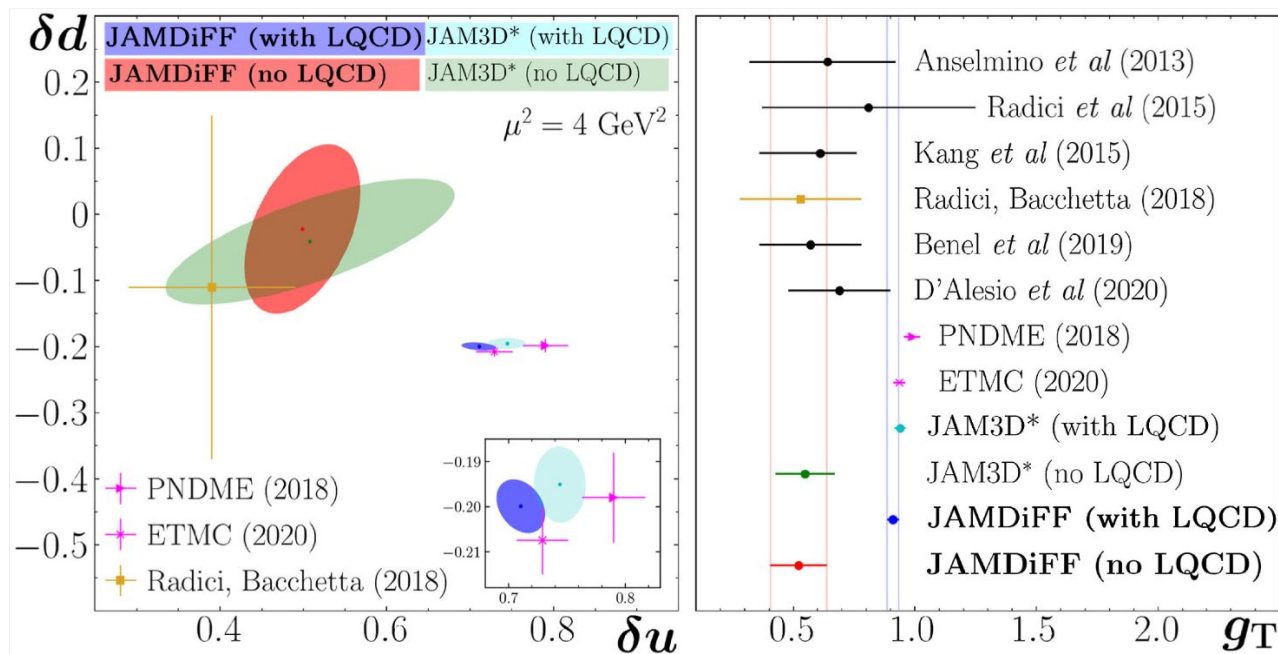 δd
JAMDiFF (with LQCD) JAM3D* (with LQCD)
JAMDiFF (no LQCD) JAM3D* (no LQCD)
μ² = 4 GeV²
0.2
0.1
0
−0.1
−0.2
−0.3
−0.4
−0.5
PNDME (2018)
ETMC (2020)
Radici, Bacchetta (2018)
−0.19
−0.20
−0.21
0.7 0.8
0.4 0.6 0.8 δu
Anselmino et al (2013)
Radici et al (2015)
Kang et al (2015)
Radici, Bacchetta (2018)
Benel et al (2019)
D'Alesio et al (2020)
PNDME (2018)
ETMC (2020)
JAM3D* (with LQCD)
JAM3D* (no LQCD)
JAMDiFF (with LQCD)
JAMDiFF (no LQCD)
0.5 1.0 1.5 2.0 gT